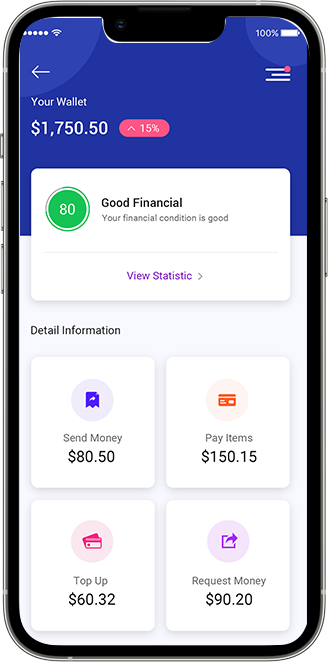 100%
Your Wallet
$1,750.50
15%
80
Good Financial
Your financial condition is good
View Statistic
Detail Information
Send Money
$80.50
Pay Items
$150.15
Top Up
$60.32
Request Money
$90.20